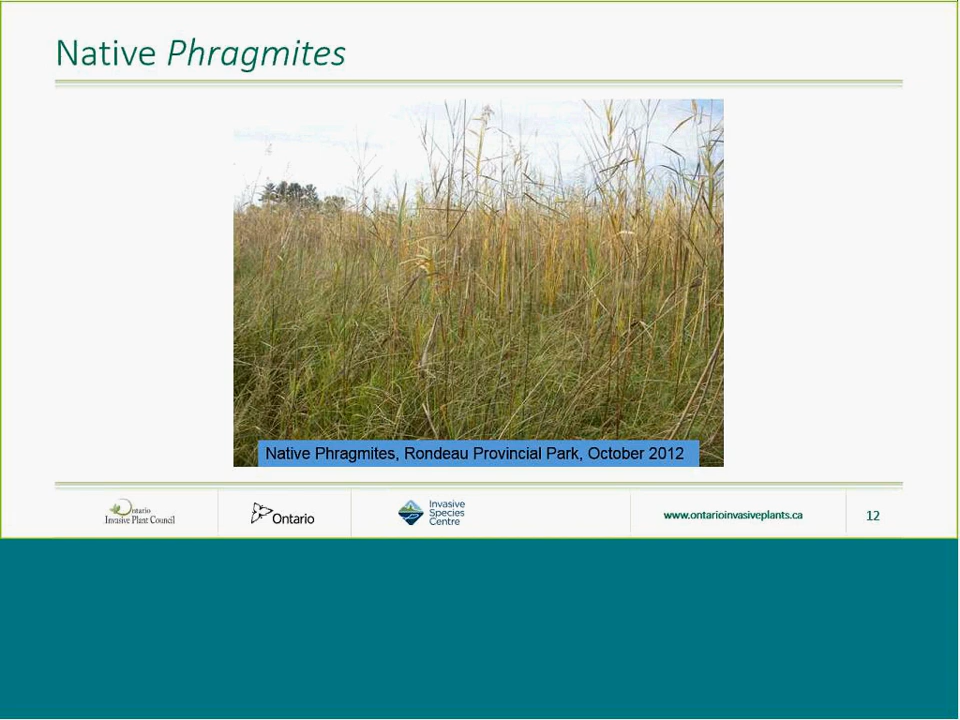 Native Phragmites
Native Phragmites, Rondeau Provincial Park, October 2012
Ontario
Invasive Plant Council
Ontario
Invasive
Species
Centre
www.ontarioinvasiveplants.ca
12